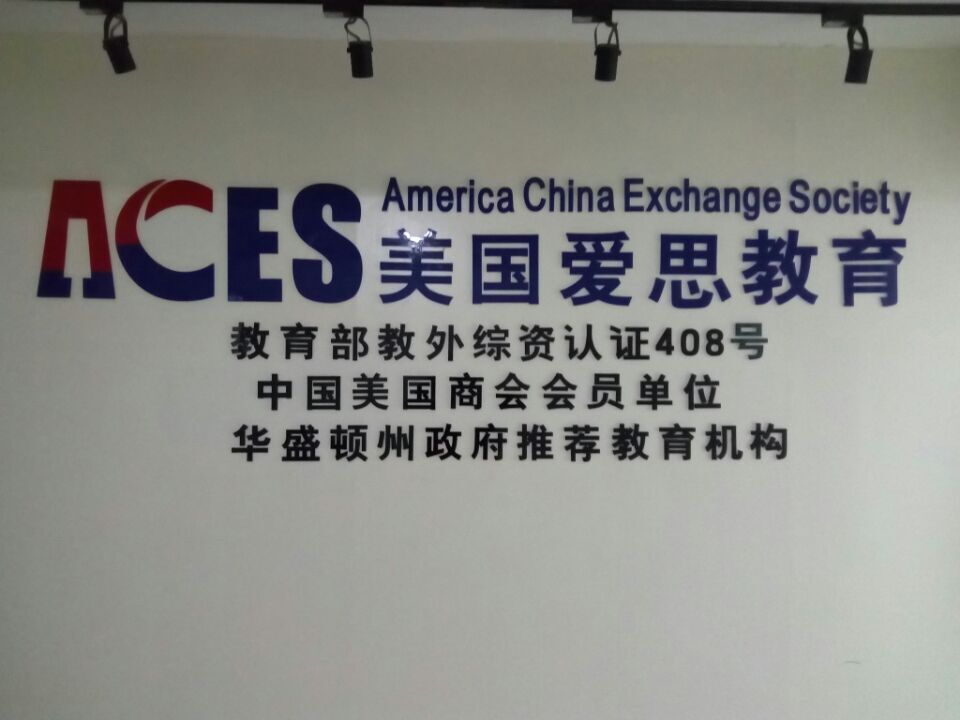 ACES
America China Exchange Society
美国爱思教育
教育部教外综资认证408号
中国美国商会会员单位
华盛顿州政府推荐教育机构